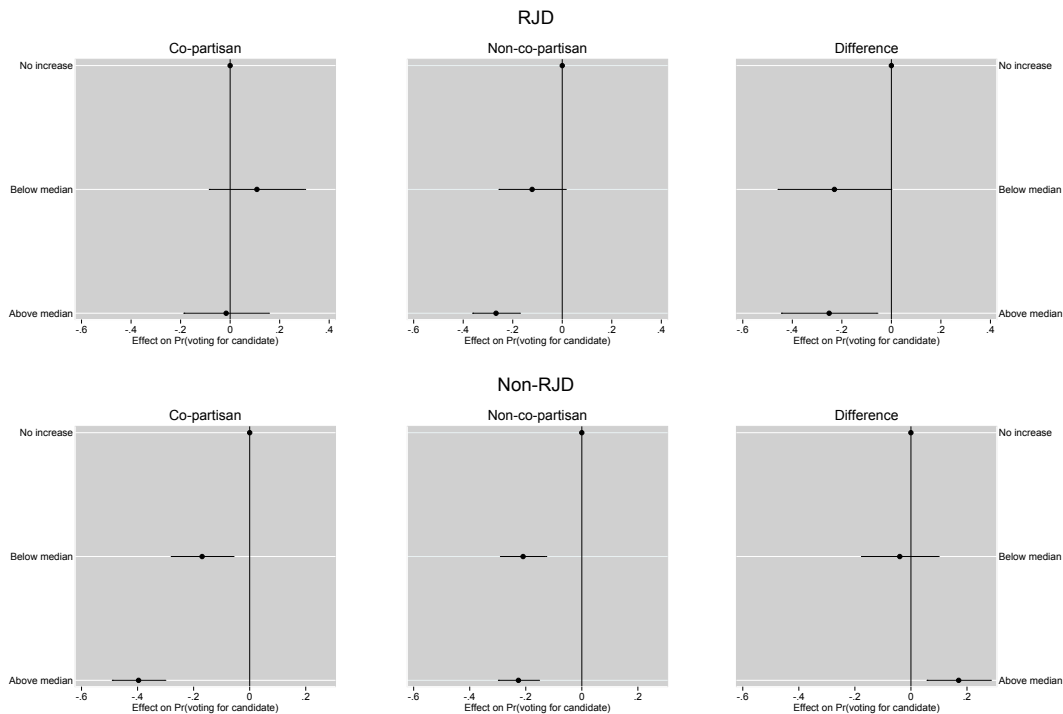 RJD
Co-partisan Non-co-partisan Difference
No increase No increase
Below median Below median
Above median Above median
-.6 -.4 -.2 0 .2 .4 -.6 -.4 -.2 0 .2 .4 -.6 -.4 -.2 0 .2 .4
Effect on Pr(voting for candidate) Effect on Pr(voting for candidate) Effect on Pr(voting for candidate)
Non-RJD
Co-partisan Non-co-partisan Difference
No increase No increase
Below median Below median
Above median Above median
-.6 -.4 -.2 0 .2 -.6 -.4 -.2 0 .2 -.6 -.4 -.2 0 .2
Effect on Pr(voting for candidate) Effect on Pr(voting for candidate) Effect on Pr(voting for candidate)